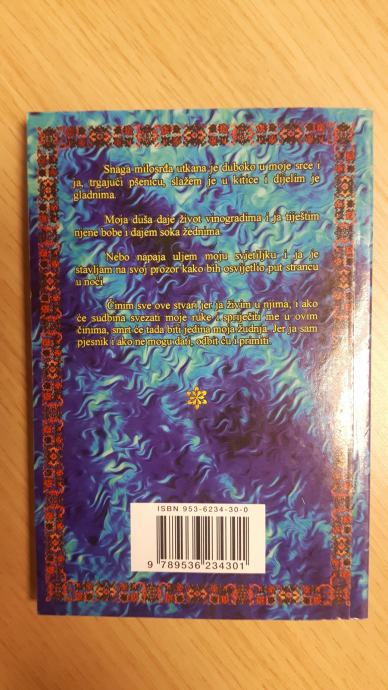 Snaga milosrđa utkana je duboko u moje srce i
ja, trgajući pšenicu, slažem je u kitice i dijelim je
gladnima.
Moja duša daje život vinogradima i ja tiještim
njene bobe i dajem soka žednima.
Nebo napaja uljem moju svjetiljku i ja je
stavljam na svoj prozor kako bih osvijetlio put strancu
u noći.
Činim sve ove stvari jer ja živim u njima, i ako
će sudbina svezati moje ruke i spriječiti me u ovim
činima, smrt će tada biti jedina moja žudnja. Jer ja sam
pjesnik i ako ne mogu dati, odbit ću i primiti.
ISBN 953-6234-30-0
9 789536 234301